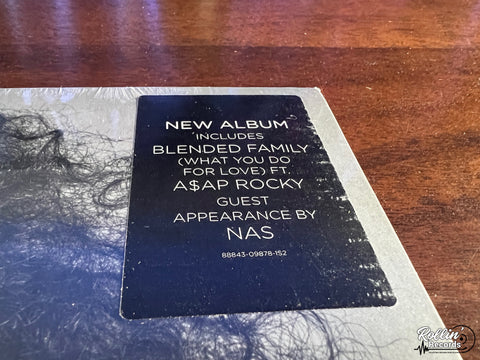 NEW ALBUM
INCLUDES
BLENDED FAMILY
(WHAT YOU DO
FOR LOVE) FT.
A$AP ROCKY
GUEST
APPEARANCE BY
NAS
88843-09878-1S2
Rollin'
Records